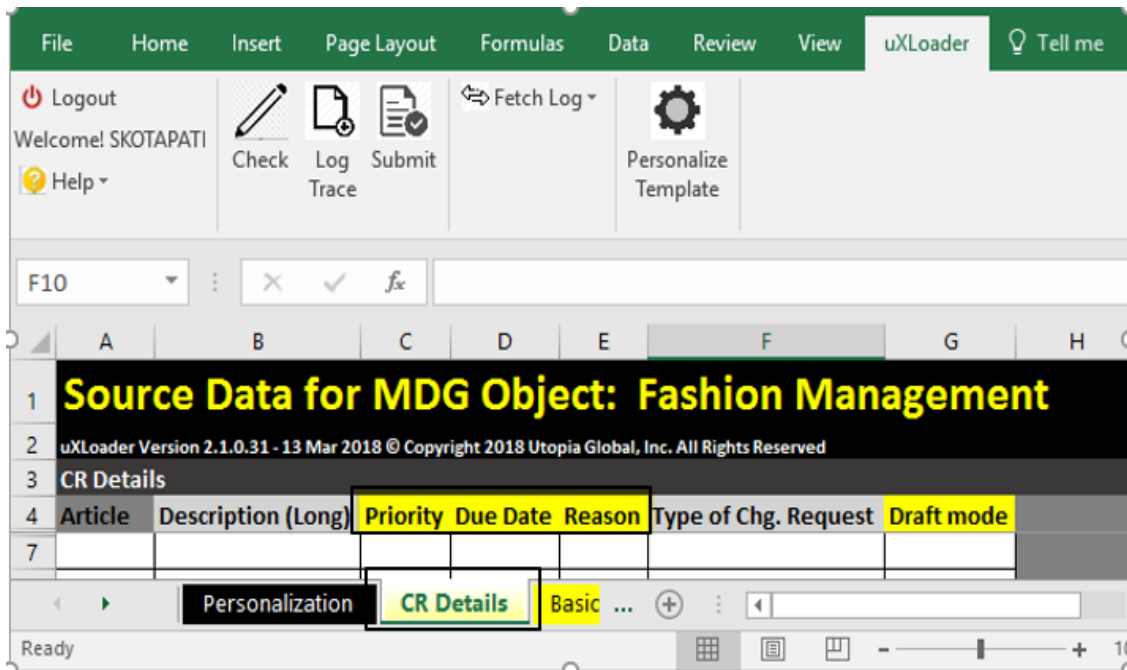 File Home Insert Page Layout Formulas Data Review View uXLoader Tell me
Logout
Welcome! SKOTAPATI
Help
Check
Log
Trace
Submit
Fetch Log
Personalize
Template
F10
fx
A B C D E F G H
1 Source Data for MDG Object: Fashion Management
2 uXLoader Version 2.1.0.31 - 13 Mar 2018 © Copyright 2018 Utopia Global, Inc. All Rights Reserved
3 CR Details
4 Article Description (Long) Priority Due Date Reason Type of Chg. Request Draft mode
7
Personalization CR Details Basic ...
Ready